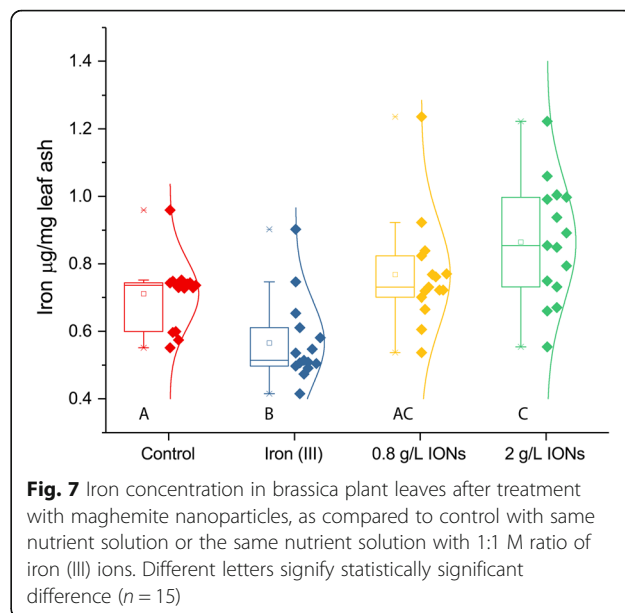 1.4
1.2
1.0
0.8
0.6
0.4
Iron μg/mg leaf ash
A B AC C
Control Iron (III) 0.8 g/L IONs 2 g/L IONs
Fig. 7 Iron concentration in brassica plant leaves after treatment
with maghemite nanoparticles, as compared to control with same
nutrient solution or the same nutrient solution with 1:1 M ratio of
iron (III) ions. Different letters signify statistically significant
difference (n = 15)